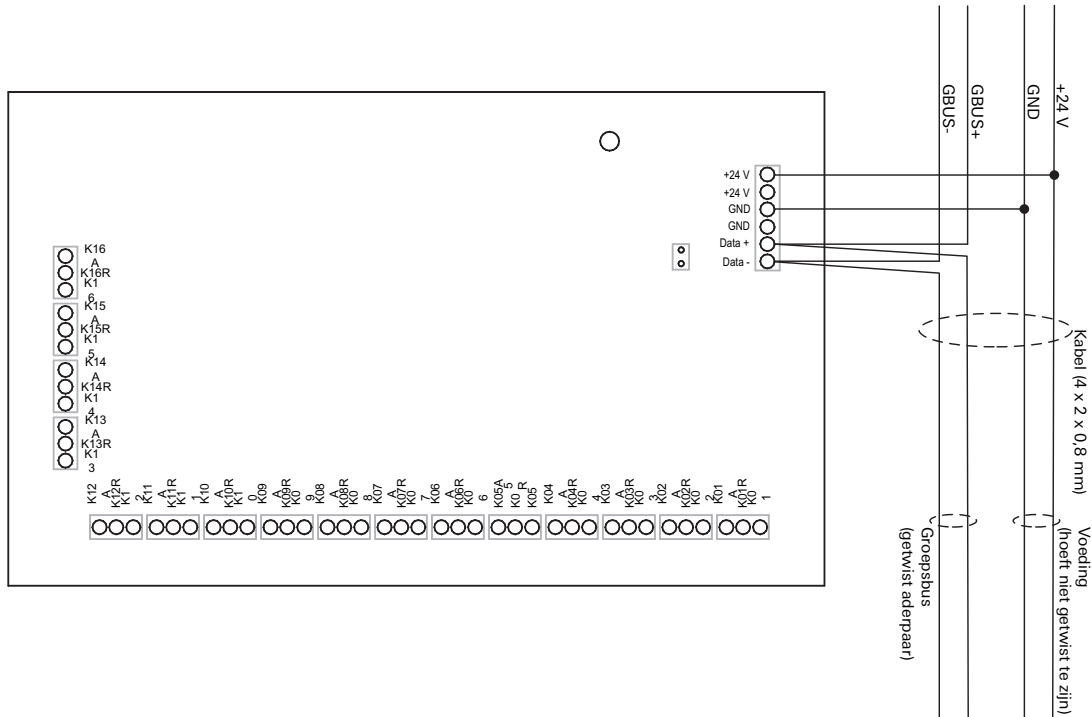 GBUS-
GBUS+
GND
+24 V
+24 V
+24 V
GND
GND
Data +
Data -
K16
A
K16R
K1
6
K15
A
K15R
K1
5
K14
A
K14R
K1
4
K13
A
K13R
K1
3
K12
A
K12R
K1
2
K11
A
K11R
K1
1
K10
A
K10R
K1
0
K09
A
K09R
K0
9
K08
A
K08R
K0
8
K07
A
K07R
K0
7
K06
A
K06R
K0
6
K05A
K0
5
R
K05
K04
A
K04R
K0
4
K03
A
K03R
K0
3
K02
A
K02R
K0
2
K01
A
K01R
K0
1
Kabel (4 x 2 x 0,8 mm)
Groepsbus
(getwist aderpaar)
Voeding
(hoeft niet getwist te zijn)